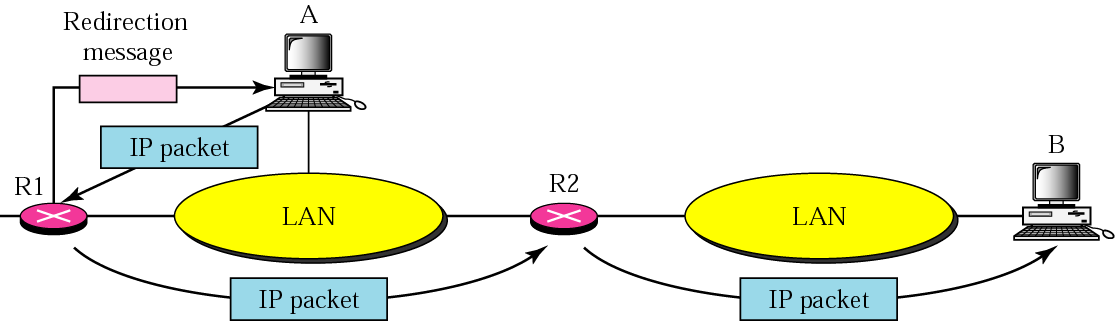 Redirection
message
A
IP packet
R1
LAN
R2
LAN
B
IP packet
IP packet